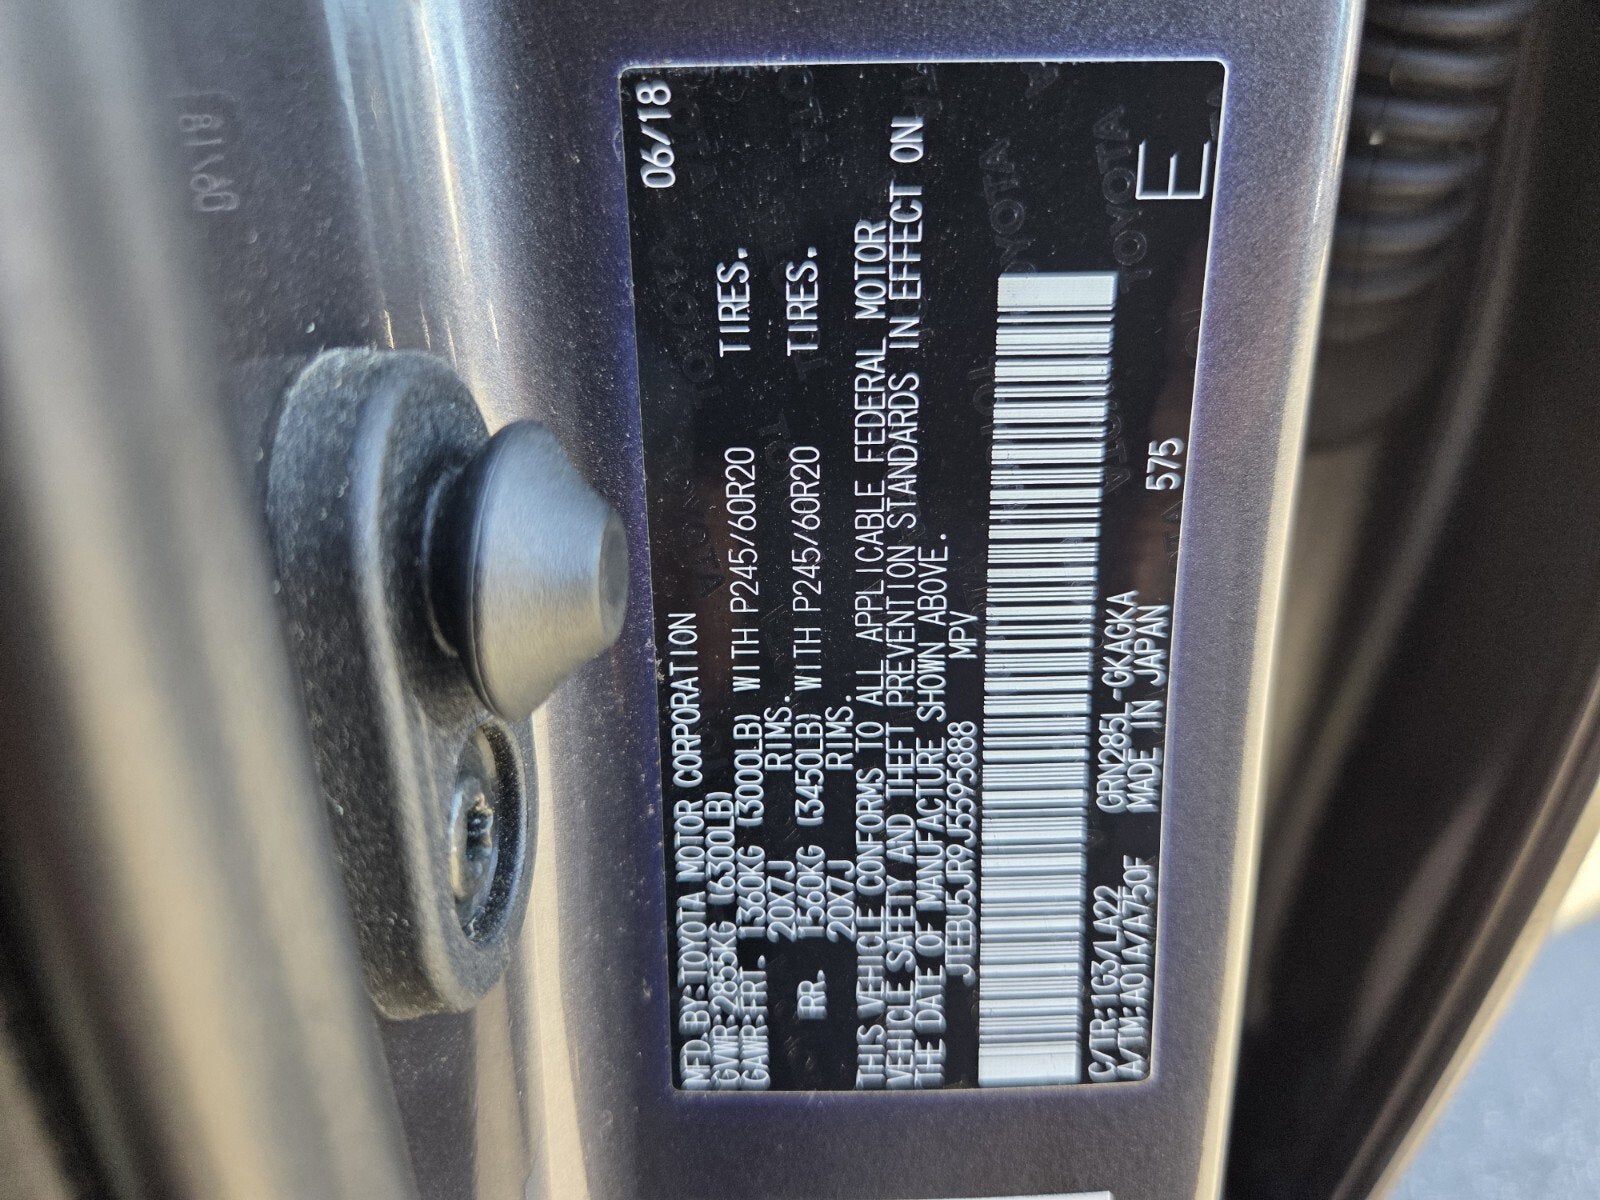 MFD. BY: TOYOTA MOTOR CORPORATION 06/18
GVWR: 2855KG (6300LB)
GAWR: FRT. 1360KG (3000LB) WITH P245/60R20 TIRES.
20X7J RIMS.
RR. 1560KG (3450LB) WITH P245/60R20 TIRES.
20X7J RIMS.
THIS VEHICLE CONFORMS TO ALL APPLICABLE FEDERAL MOTOR
VEHICLE SAFETY AND THEFT PREVENTION STANDARDS IN EFFECT ON
THE DATE OF MANUFACTURE SHOWN ABOVE.
JTEBU5JR9J5595888 MPV
C/TR: 1G3/LA22 GRN285L-GKAGKA
A/TM: A01A/A750F MADE IN JAPAN 575
E